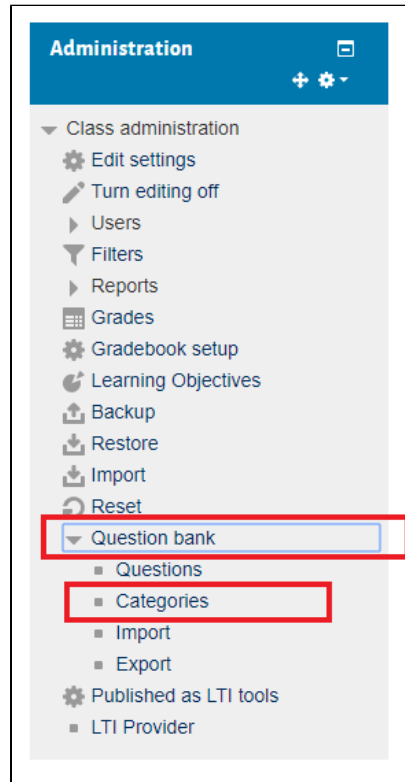 Administration
Class administration
Edit settings
Turn editing off
Users
Filters
Reports
Grades
Gradebook setup
Learning Objectives
Backup
Restore
Import
Reset
Question bank
Questions
Categories
Import
Export
Published as LTI tools
LTI Provider